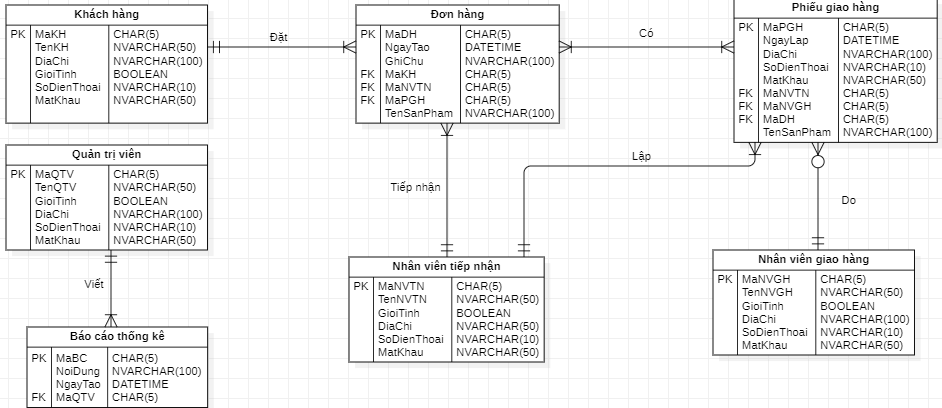 Khách hàng
PK MaKH CHAR(5)
TenKH NVARCHAR(50)
DiaChi NVARCHAR(100)
GioiTinh BOOLEAN
SoDienThoai NVARCHAR(10)
MatKhau NVARCHAR(50)
Đặt
Đơn hàng
PK MaDH CHAR(5)
NgayTao DATETIME
GhiChu NVARCHAR(100)
FK MaKH CHAR(5)
FK MaNVTN CHAR(5)
FK MaPGH CHAR(5)
TenSanPham NVARCHAR(100)
Có
Phiếu giao hàng
PK MaPGH CHAR(5)
NgayLap DATETIME
DiaChi NVARCHAR(100)
SoDienThoai NVARCHAR(10)
MatKhau NVARCHAR(50)
FK MaNVTN CHAR(5)
FK MaNVGH CHAR(5)
FK MaDH CHAR(5)
TenSanPham NVARCHAR(100)
Quản trị viên
PK MaQTV CHAR(5)
TenQTV NVARCHAR(50)
GioiTinh BOOLEAN
DiaChi NVARCHAR(100)
SoDienThoai NVARCHAR(10)
MatKhau NVARCHAR(50)
Tiếp nhận
Lập
Do
Viết
Báo cáo thống kê
PK MaBC CHAR(5)
NoiDung NVARCHAR(100)
NgayTao DATETIME
FK MaQTV CHAR(5)
Nhân viên tiếp nhận
PK MaNVTN CHAR(5)
TenNVTN NVARCHAR(50)
GioiTinh BOOLEAN
DiaChi NVARCHAR(50)
SoDienThoai NVARCHAR(10)
MatKhau NVARCHAR(50)
Nhân viên giao hàng
PK MaNVGH CHAR(5)
TenNVGH NVARCHAR(50)
GioiTinh BOOLEAN
DiaChi NVARCHAR(100)
SoDienThoai NVARCHAR(10)
MatKhau NVARCHAR(50)